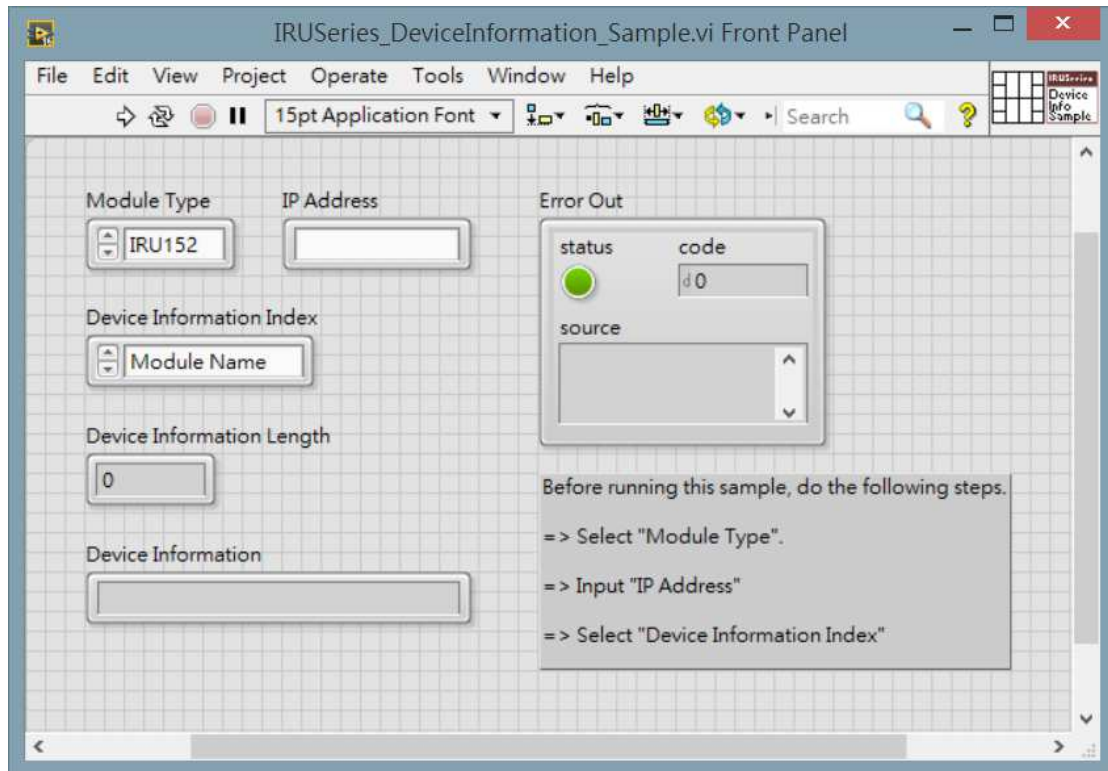 IRUSeries_DeviceInformation_Sample.vi Front Panel
File Edit View Project Operate Tools Window Help
15pt Application Font
Search
IRUSeries
Device
Info
Sample
Module Type
IRU152
IP Address
Device Information Index
Module Name
Device Information Length
0
Device Information
Error Out
status
code
d 0
source
Before running this sample, do the following steps.
=> Select "Module Type".
=> Input "IP Address"
=> Select "Device Information Index"